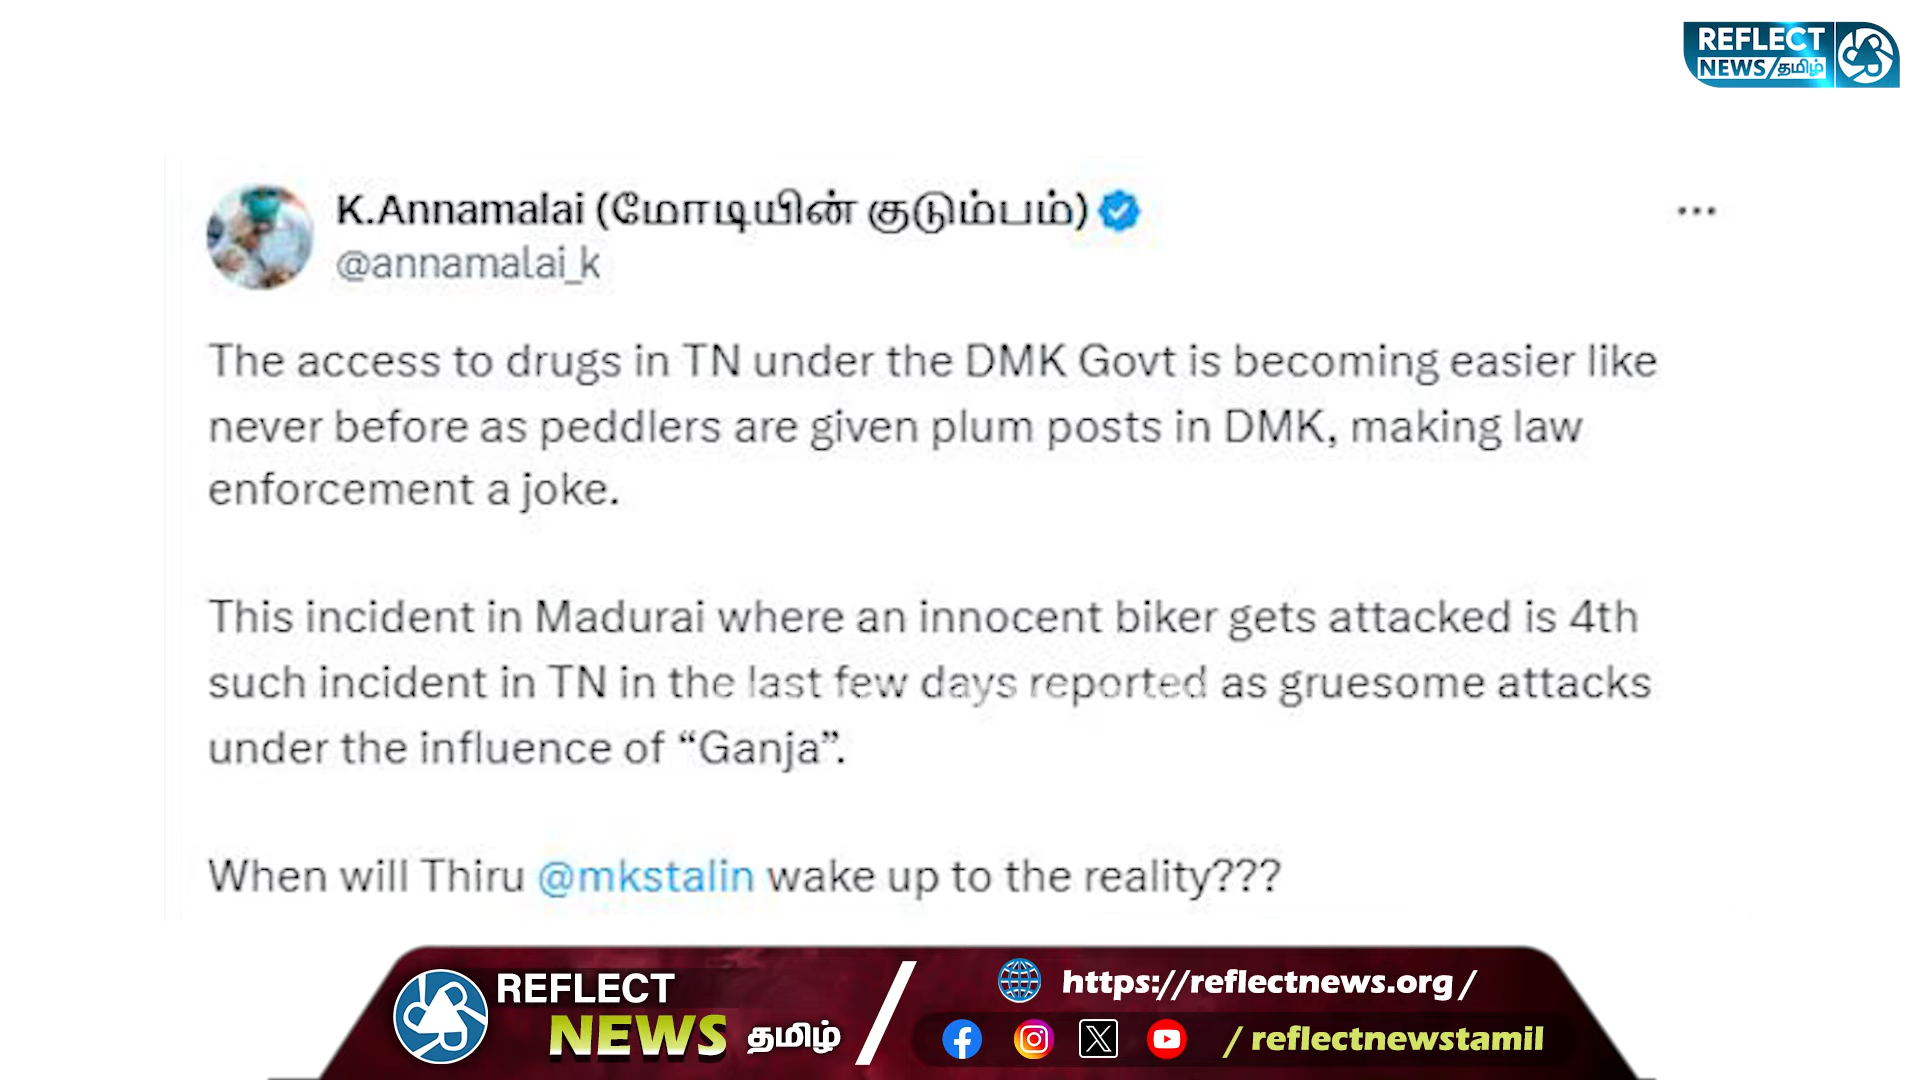 REFLECT
NEWS/தமிழ்
K.Annamalai (மோடியின் குடும்பம்)
@annamalai_k
The access to drugs in TN under the DMK Govt is becoming easier like
never before as peddlers are given plum posts in DMK, making law
enforcement a joke.
This incident in Madurai where an innocent biker gets attacked is 4th
such incident in TN in the last few days reported as gruesome attacks
under the influence of “Ganja”.
When will Thiru @mkstalin wake up to the reality???
REFLECT
NEWS தமிழ்
https://reflectnews.org/
/ reflectnewstamil